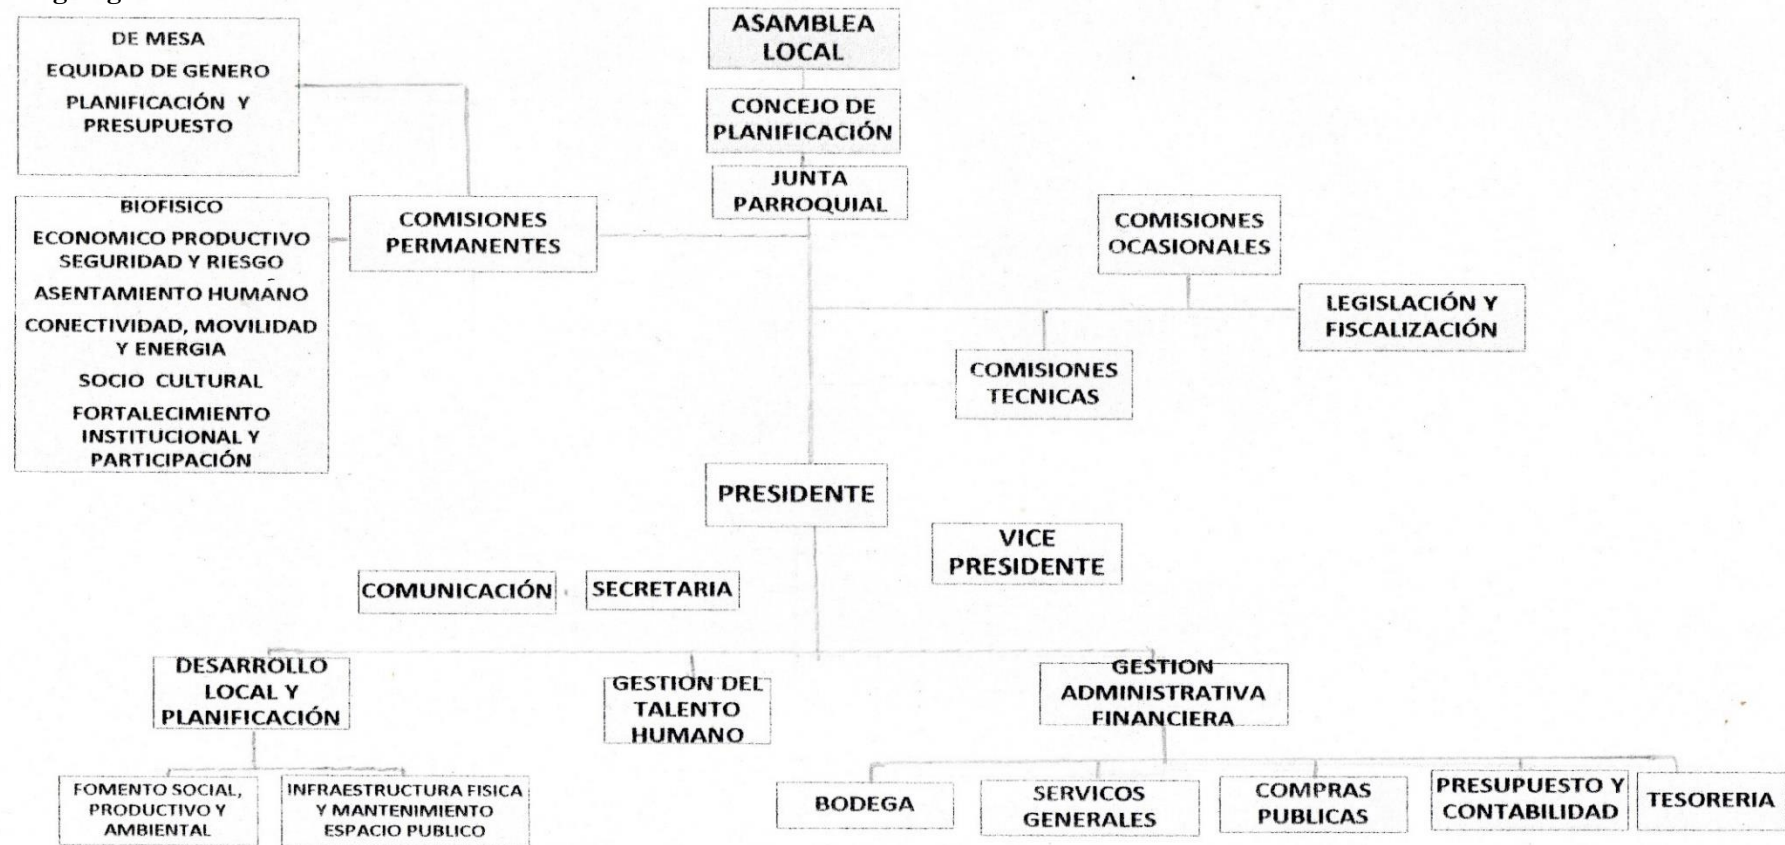 DE MESA
EQUIDAD DE GENERO
PLANIFICACIÓN Y
PRESUPUESTO
ASAMBLEA
LOCAL
CONCEJO DE
PLANIFICACIÓN
JUNTA
PARROQUIAL
BIOFISICO
ECONOMICO PRODUCTIVO
SEGURIDAD Y RIESGO
ASENTAMIENTO HUMANO
CONECTIVIDAD, MOVILIDAD
Y ENERGIA
SOCIO CULTURAL
FORTALECIMIENTO
INSTITUCIONAL Y
PARTICIPACIÓN
COMISIONES
PERMANENTES
COMISIONES
OCASIONALES
LEGISLACIÓN Y
FISCALIZACIÓN
COMISIONES
TECNICAS
PRESIDENTE
VICE
PRESIDENTE
COMUNICACIÓN
SECRETARIA
DESARROLLO
LOCAL Y
PLANIFICACIÓN
GESTION DEL
TALENTO
HUMANO
GESTION
ADMINISTRATIVA
FINANCIERA
FOMENTO SOCIAL,
PRODUCTIVO Y
AMBIENTAL
INFRAESTRUCTURA FISICA
Y MANTENIMIENTO
ESPACIO PUBLICO
BODEGA
SERVICOS
GENERALES
COMPRAS
PUBLICAS
PRESUPUESTO Y
CONTABILIDAD
TESORERIA